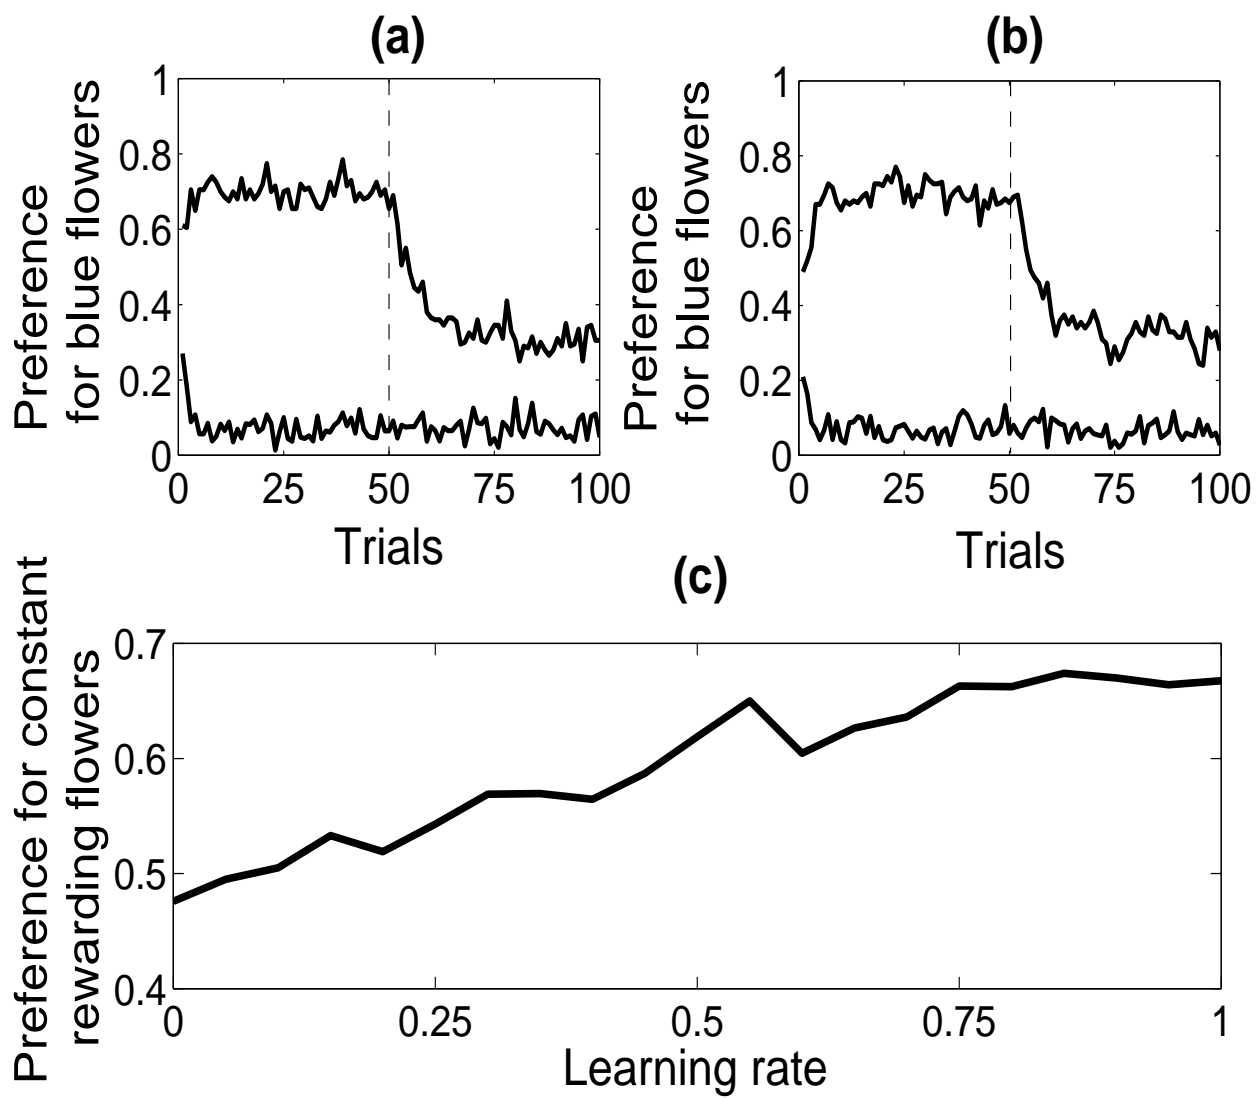 (a)
Preference
for blue flowers
1
0.8
0.6
0.4
0.2
0
0 25 50 75 100
Trials
(b)
Preference
for blue flowers
1
0.8
0.6
0.4
0.2
0
0 25 50 75 100
Trials
(c)
Preference for constant
rewarding flowers
0.7
0.6
0.5
0.4
0 0.25 0.5 0.75 1
Learning rate